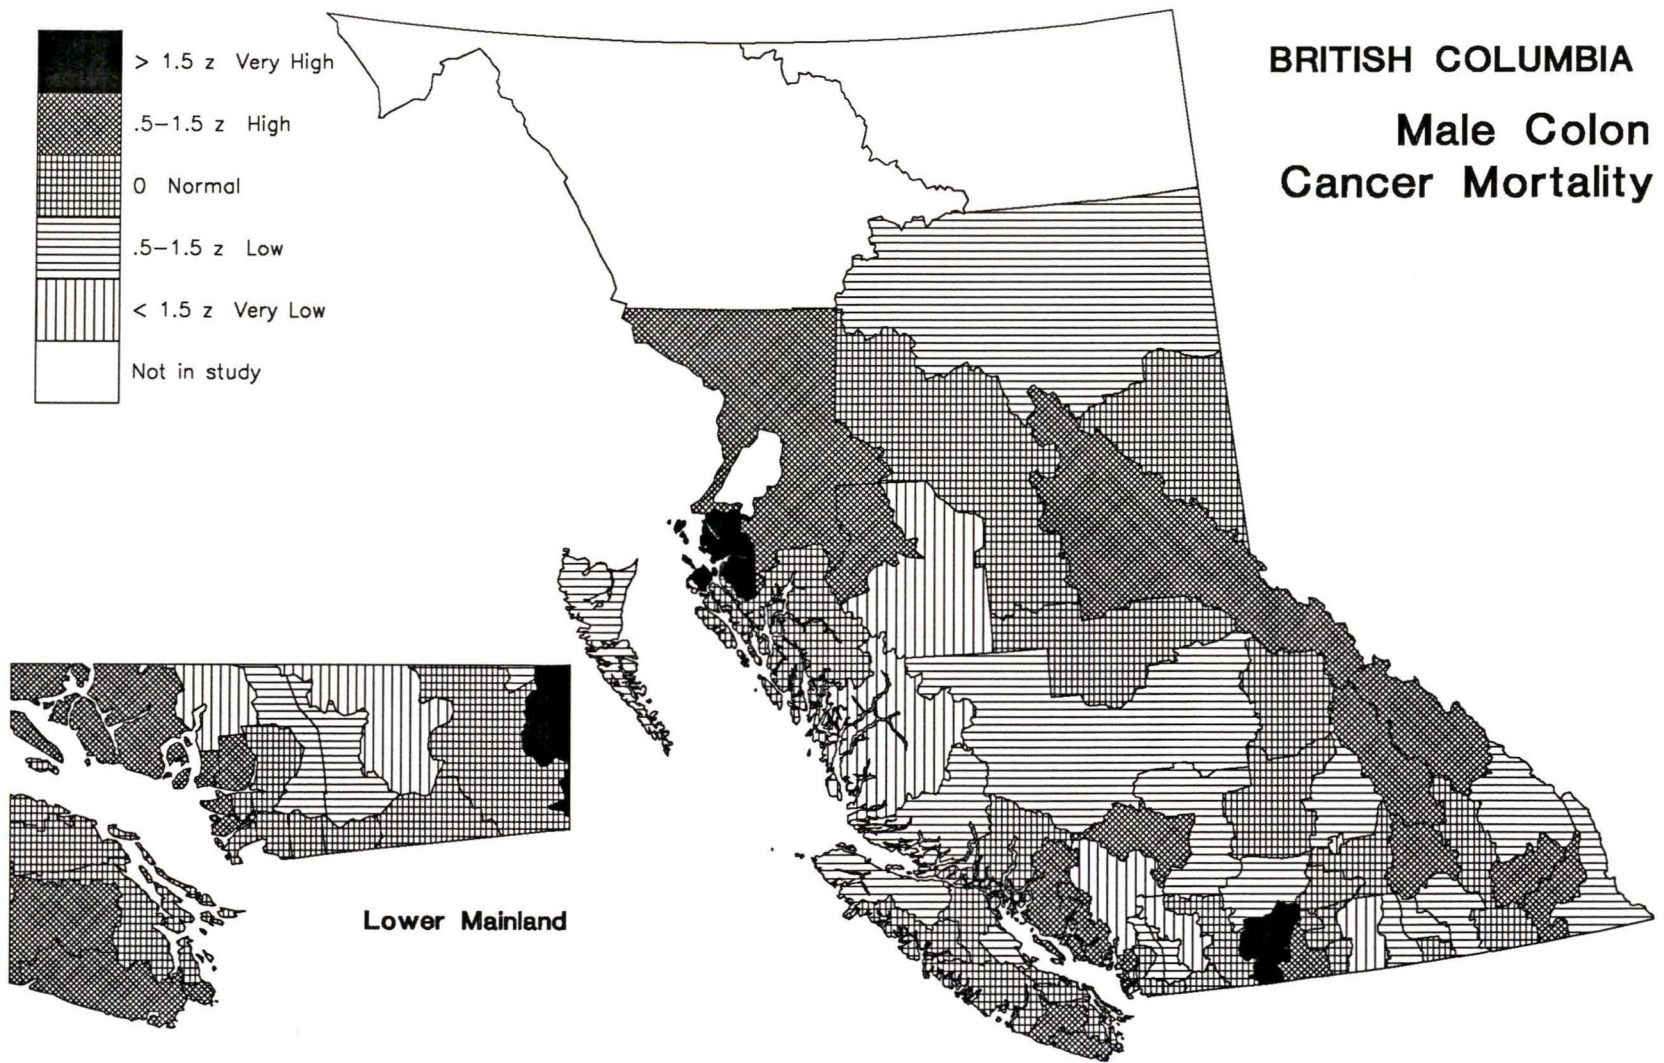 > 1.5 z Very High
.5–1.5 z High
0 Normal
.5–1.5 z Low
< 1.5 z Very Low
Not in study
BRITISH COLUMBIA
Male Colon
Cancer Mortality
Lower Mainland